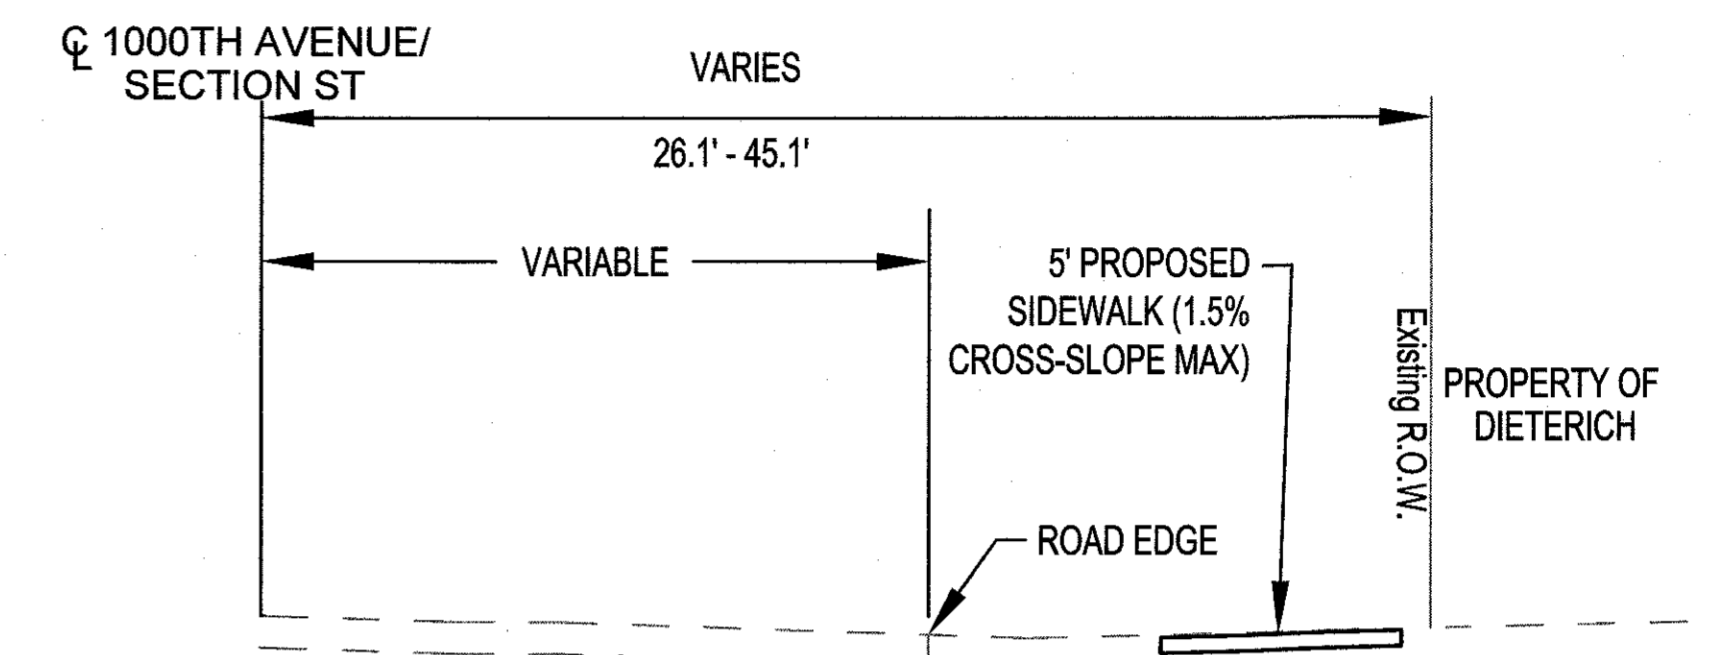 ℄ 1000TH AVENUE/
SECTION ST
VARIES
26.1' - 45.1'
VARIABLE
5' PROPOSED
SIDEWALK (1.5%
CROSS-SLOPE MAX)
Existing R.O.W.
PROPERTY OF
DIETERICH
ROAD EDGE